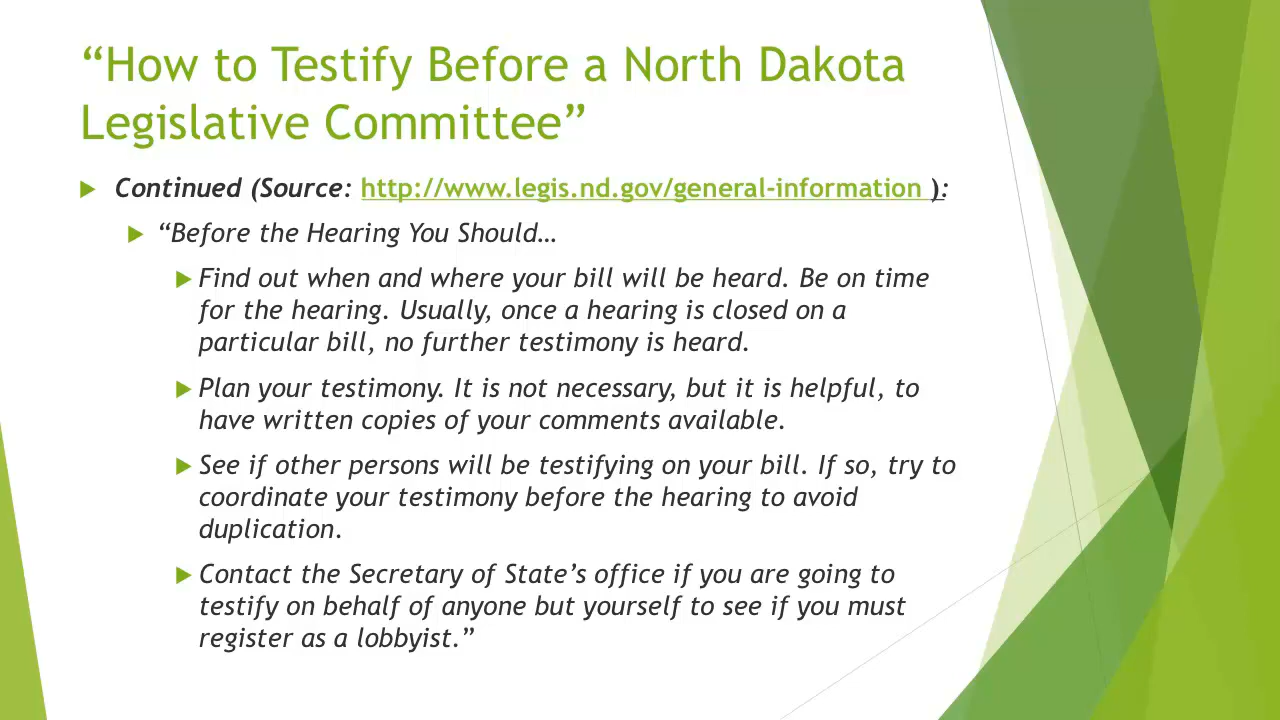 “How to Testify Before a North Dakota
Legislative Committee”
Continued (Source: http://www.legis.nd.gov/general-information ):
“Before the Hearing You Should…
Find out when and where your bill will be heard. Be on time
for the hearing. Usually, once a hearing is closed on a
particular bill, no further testimony is heard.
Plan your testimony. It is not necessary, but it is helpful, to
have written copies of your comments available.
See if other persons will be testifying on your bill. If so, try to
coordinate your testimony before the hearing to avoid
duplication.
Contact the Secretary of State’s office if you are going to
testify on behalf of anyone but yourself to see if you must
register as a lobbyist.”